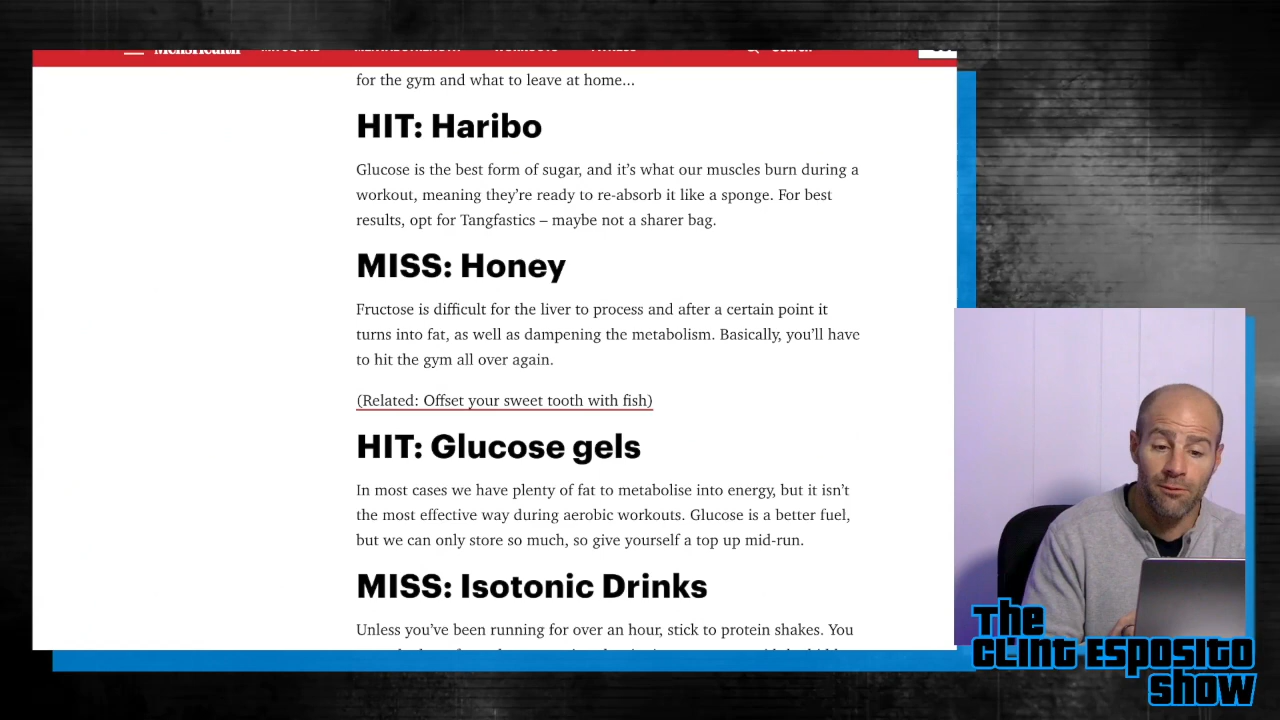 MensHealth
Search
for the gym and what to leave at home...
HIT: Haribo
Glucose is the best form of sugar, and it’s what our muscles burn during a
workout, meaning they’re ready to re-absorb it like a sponge. For best
results, opt for Tangfastics – maybe not a sharer bag.
MISS: Honey
Fructose is difficult for the liver to process and after a certain point it
turns into fat, as well as dampening the metabolism. Basically, you’ll have
to hit the gym all over again.
(Related: Offset your sweet tooth with fish)
HIT: Glucose gels
In most cases we have plenty of fat to metabolise into energy, but it isn’t
the most effective way during aerobic workouts. Glucose is a better fuel,
but we can only store so much, so give yourself a top up mid-run.
MISS: Isotonic Drinks
Unless you’ve been running for over an hour, stick to protein shakes. You
The
CLINT ESPOSITO
SHOW